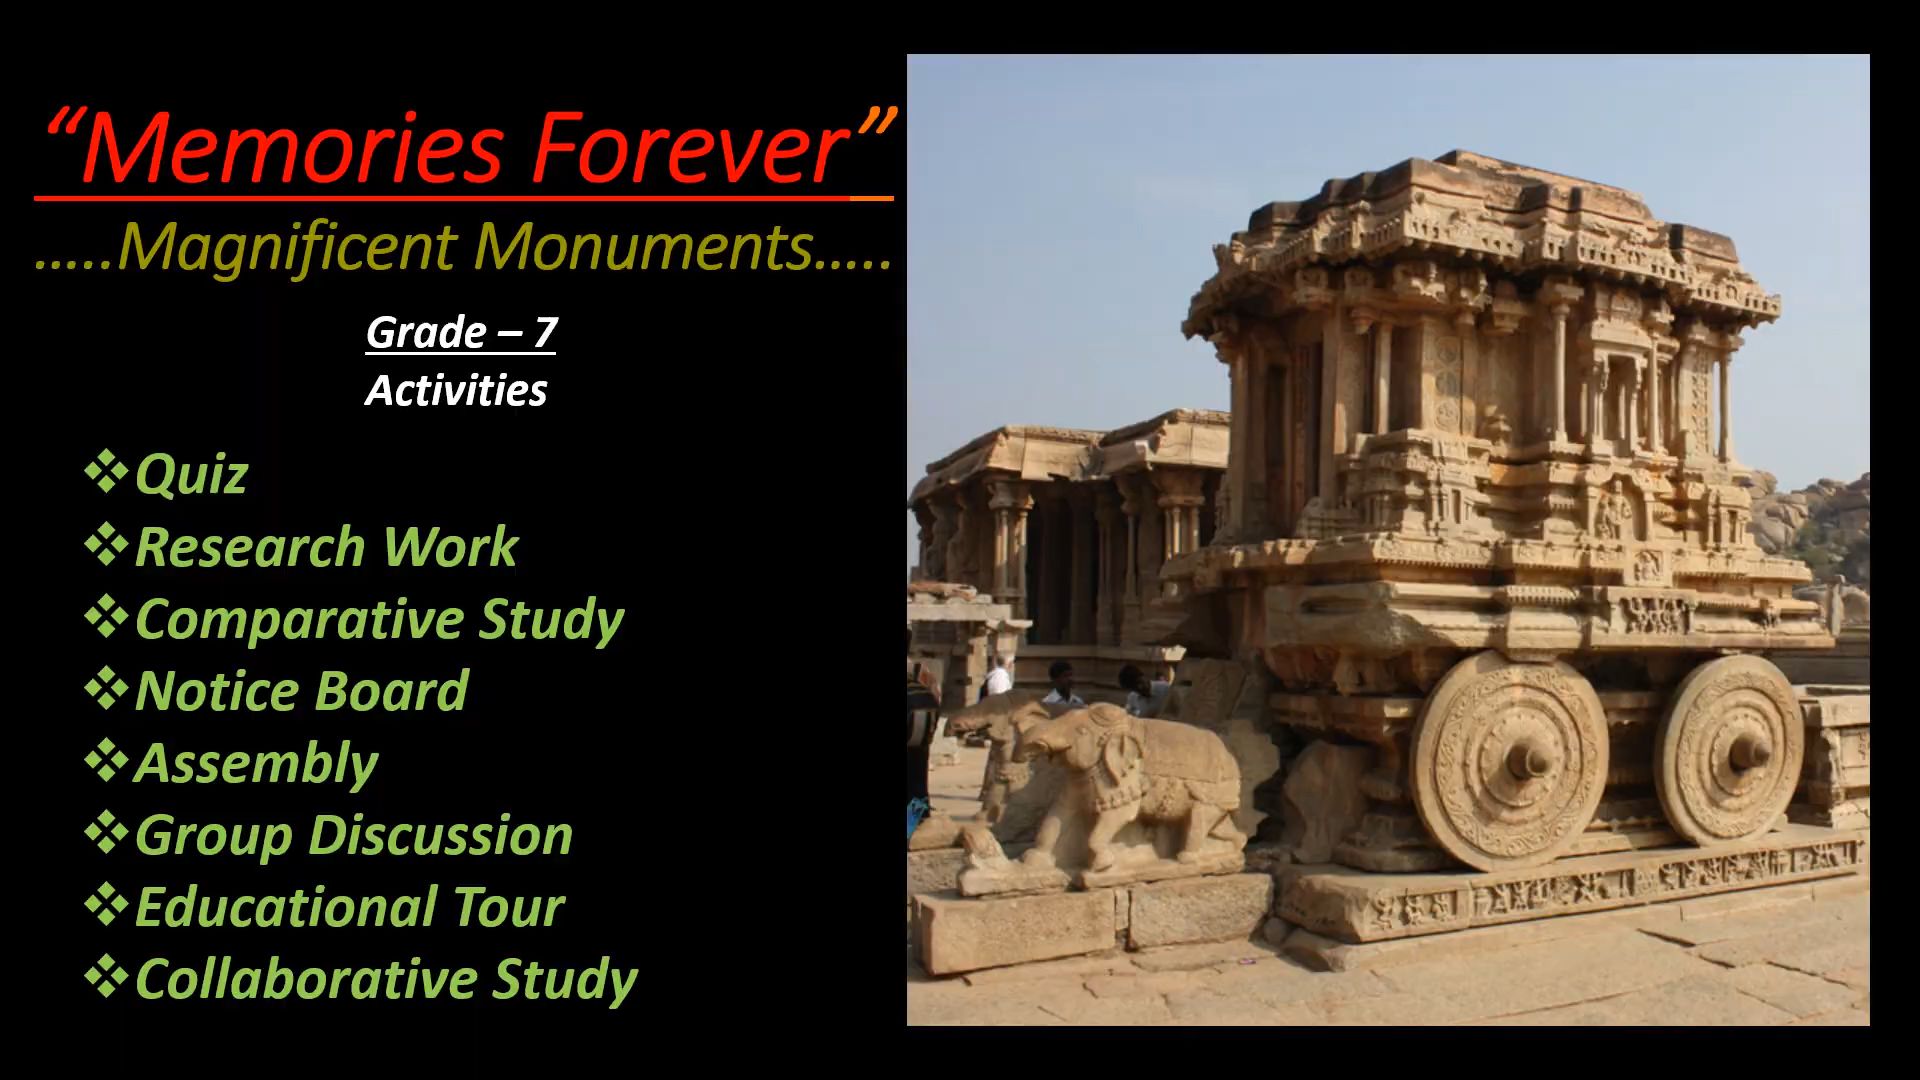 “Memories Forever”
.....Magnificent Monuments.....
Grade – 7
Activities
❖Quiz
❖Research Work
❖Comparative Study
❖Notice Board
❖Assembly
❖Group Discussion
❖Educational Tour
❖Collaborative Study